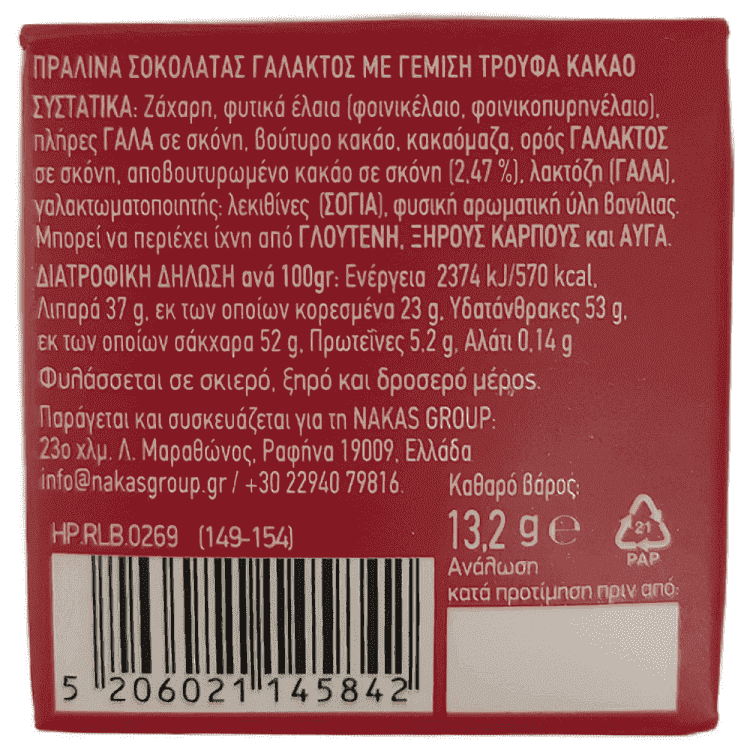 ΠΡΑΛΙΝΑ ΣΟΚΟΛΑΤΑΣ ΓΑΛΑΚΤΟΣ ΜΕ ΓΕΜΙΣΗ ΤΡΟΥΦΑ ΚΑΚΑΟ
ΣΥΣΤΑΤΙΚΑ: Ζάχαρη, φυτικά έλαια (φοινικέλαιο, φοινικοπυρηνέλαιο),
πλήρες ΓΑΛΑ σε σκόνη, βούτυρο κακάο, κακαόμαζα, ορός ΓΑΛΑΚΤΟΣ
σε σκόνη, αποβουτυρωμένο κακάο σε σκόνη (2,47 %), λακτόζη (ΓΑΛΑ),
γαλακτωματοποιητής: λεκιθίνες (ΣΟΓΙΑ), φυσική αρωματική ύλη βανίλιας.
Μπορεί να περιέχει ίχνη από ΓΛΟΥΤΕΝΗ, ΞΗΡΟΥΣ ΚΑΡΠΟΥΣ και ΑΥΓΑ.
ΔΙΑΤΡΟΦΙΚΗ ΔΗΛΩΣΗ ανά 100gr: Ενέργεια 2374 kJ/570 kcal,
Λιπαρά 37 g, εκ των οποίων κορεσμένα 23 g, Υδατάνθρακες 53 g,
εκ των οποίων σάκχαρα 52 g, Πρωτεΐνες 5,2 g, Αλάτι 0,14 g
Φυλάσσεται σε σκιερό, ξηρό και δροσερό μέρος.
Παράγεται και συσκευάζεται για τη NAKAS GROUP:
23ο χλμ. Λ. Μαραθώνος, Ραφήνα 19009, Ελλάδα
info@nakasgroup.gr / +30 22940 79816.
Καθαρό βάρος:
13,2 g ℮
21
PAP
HP.RLB.0269 (149-154)
Ανάλωση
κατά προτίμηση πριν από:
5 206021 145842